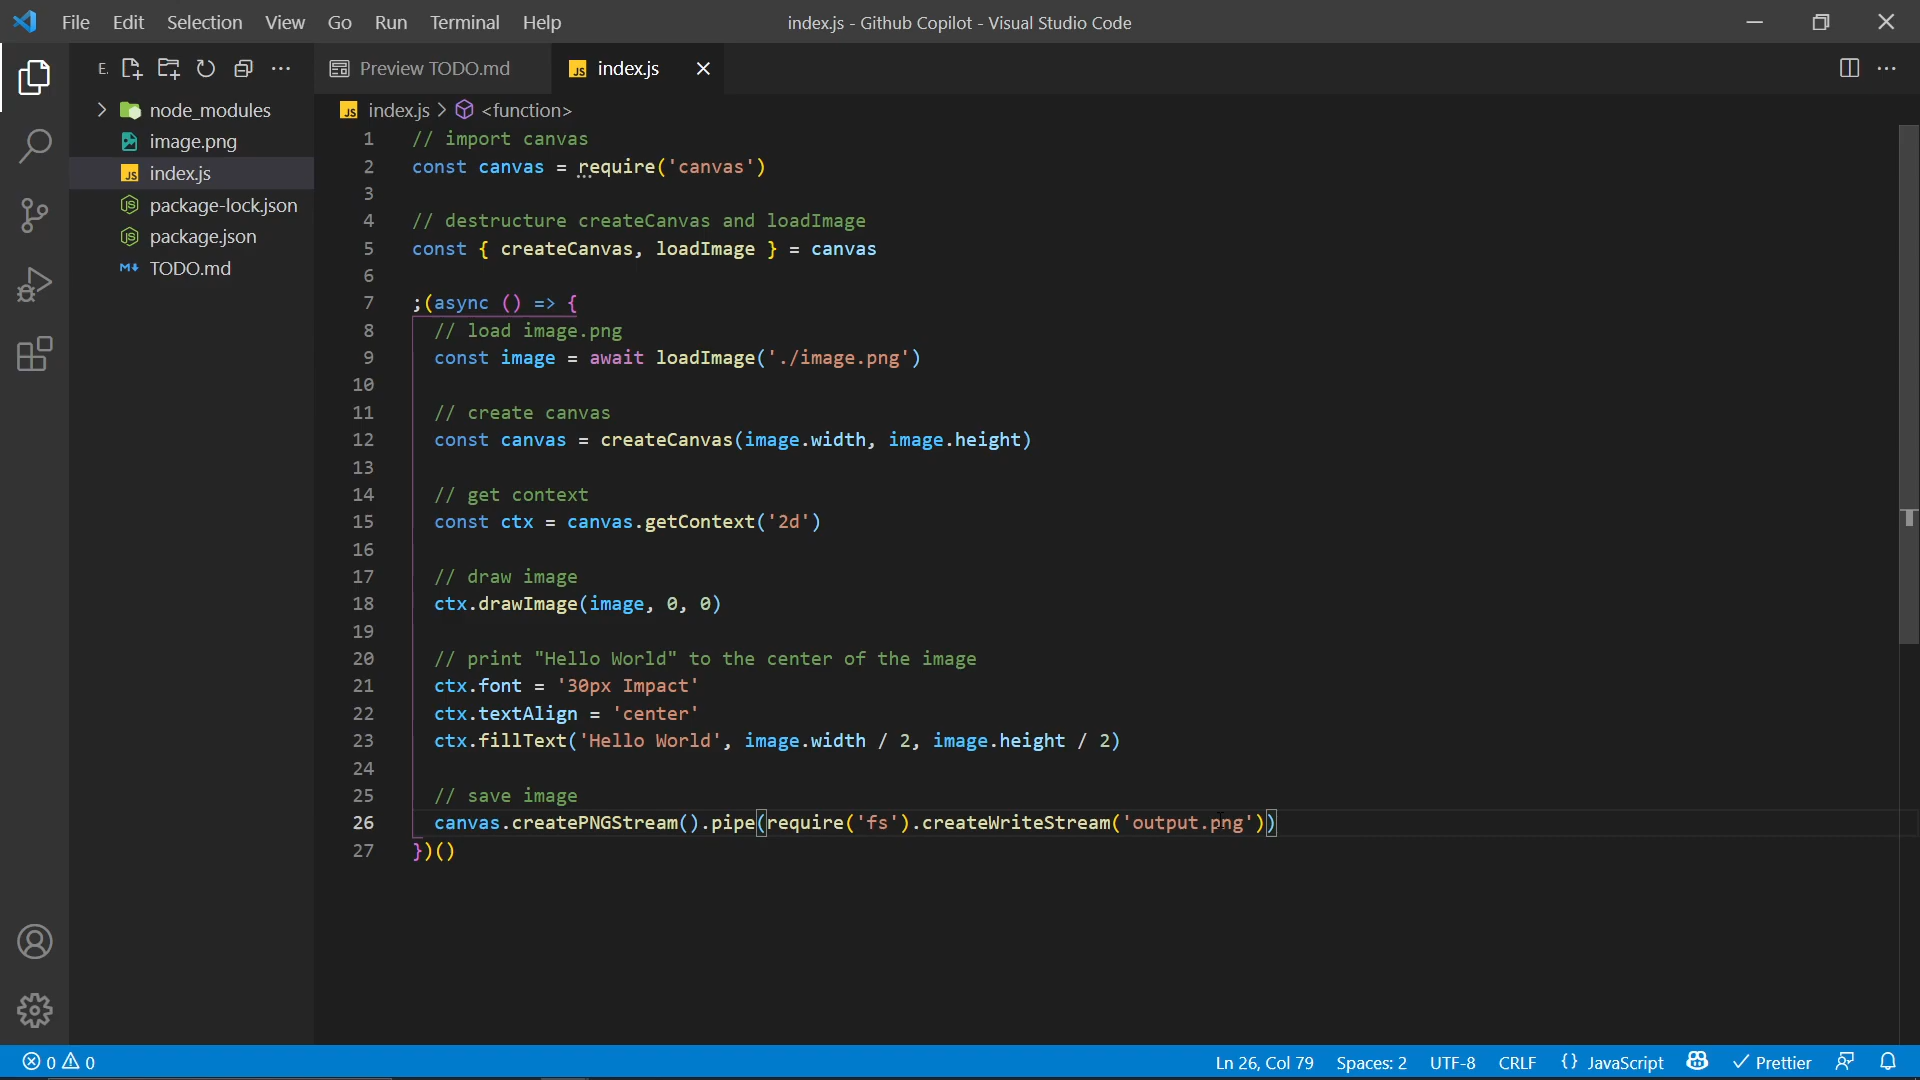 File Edit Selection View Go Run Terminal Help
index.js - Github Copilot - Visual Studio Code
E.
Preview TODO.md
JS index.js
node_modules
image.png
JS index.js
package-lock.json
package.json
TODO.md
JS index.js > <function>
1 // import canvas
2 const canvas = require('canvas')
3
4 // destructure createCanvas and loadImage
5 const { createCanvas, loadImage } = canvas
6
7 ;(async () => {
8 // load image.png
9 const image = await loadImage('./image.png')
10
11 // create canvas
12 const canvas = createCanvas(image.width, image.height)
13
14 // get context
15 const ctx = canvas.getContext('2d')
16
17 // draw image
18 ctx.drawImage(image, 0, 0)
19
20 // print "Hello World" to the center of the image
21 ctx.font = '30px Impact'
22 ctx.textAlign = 'center'
23 ctx.fillText('Hello World', image.width / 2, image.height / 2)
24
25 // save image
26 canvas.createPNGStream().pipe(require('fs').createWriteStream('output.png'))
27 })()
0 0
Ln 26, Col 79 Spaces: 2 UTF-8 CRLF {} JavaScript Prettier